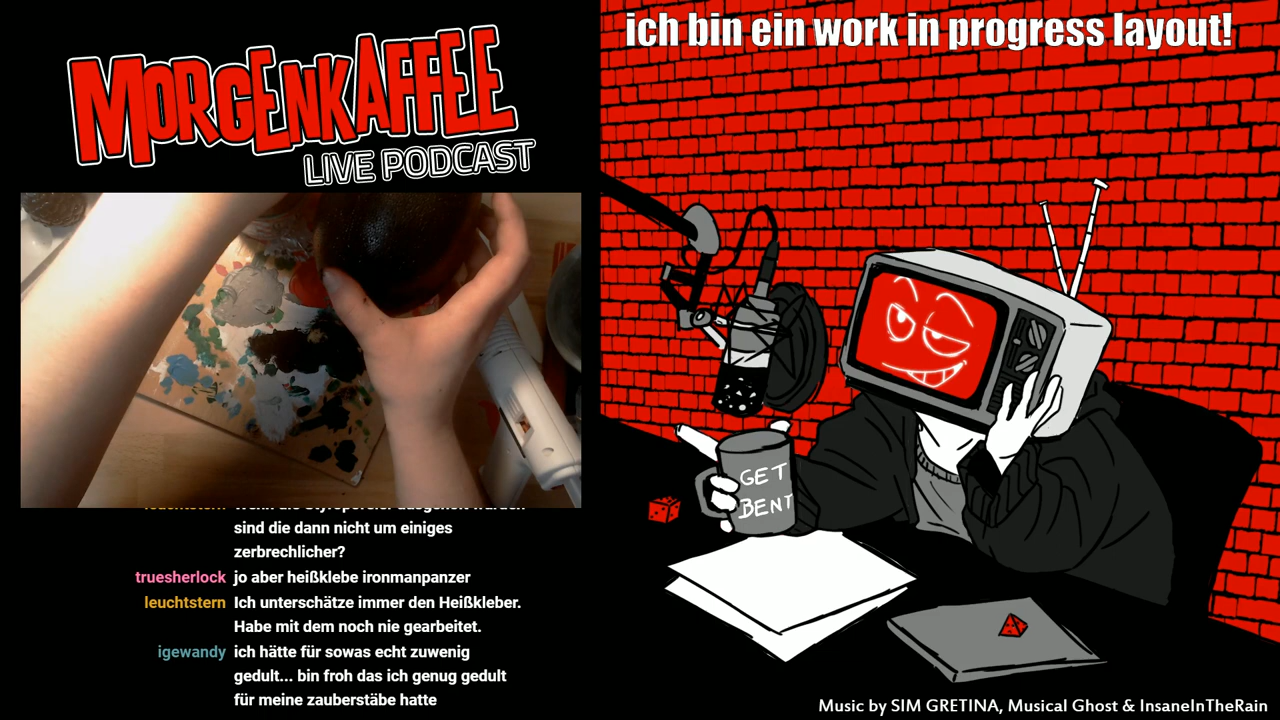 MORGENKAFFEE
LIVE PODCAST
ich bin ein work in progress layout!
GET
BENT
sind die dann nicht um einiges
zerbrechlicher?
truesherlock jo aber heißklebe ironmanpanzer
leuchtstern Ich unterschätze immer den Heißkleber.
Habe mit dem noch nie gearbeitet.
igewandy ich hätte für sowas echt zuwenig
gedult... bin froh das ich genug gedult
für meine zauberstäbe hatte
Music by SIM GRETINA, Musical Ghost & InsaneInTheRain